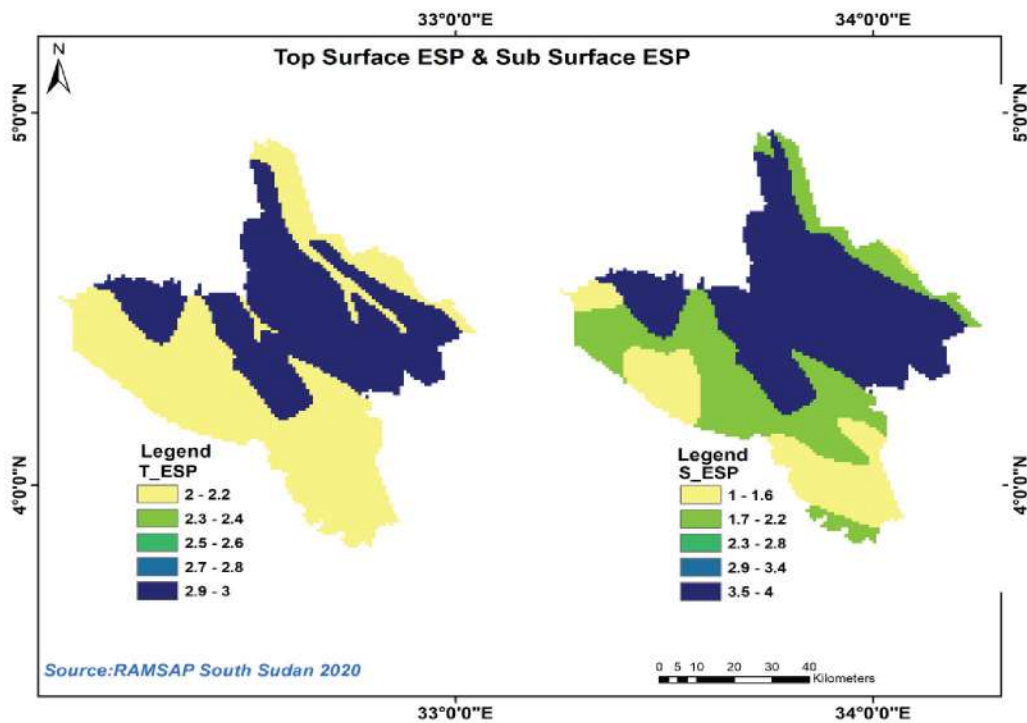 33°0'0"E 34°0'0"E
N
Top Surface ESP & Sub Surface ESP
5°0'0"N 5°0'0"N
Legend
T_ESP
2 - 2.2
2.3 - 2.4
2.5 - 2.6
2.7 - 2.8
2.9 - 3
Legend
S_ESP
1 - 1.6
1.7 - 2.2
2.3 - 2.8
2.9 - 3.4
3.5 - 4
4°0'0"N 4°0'0"N
Source:RAMSAP South Sudan 2020
0 5 10 20 30 40
Kilometers
33°0'0"E 34°0'0"E